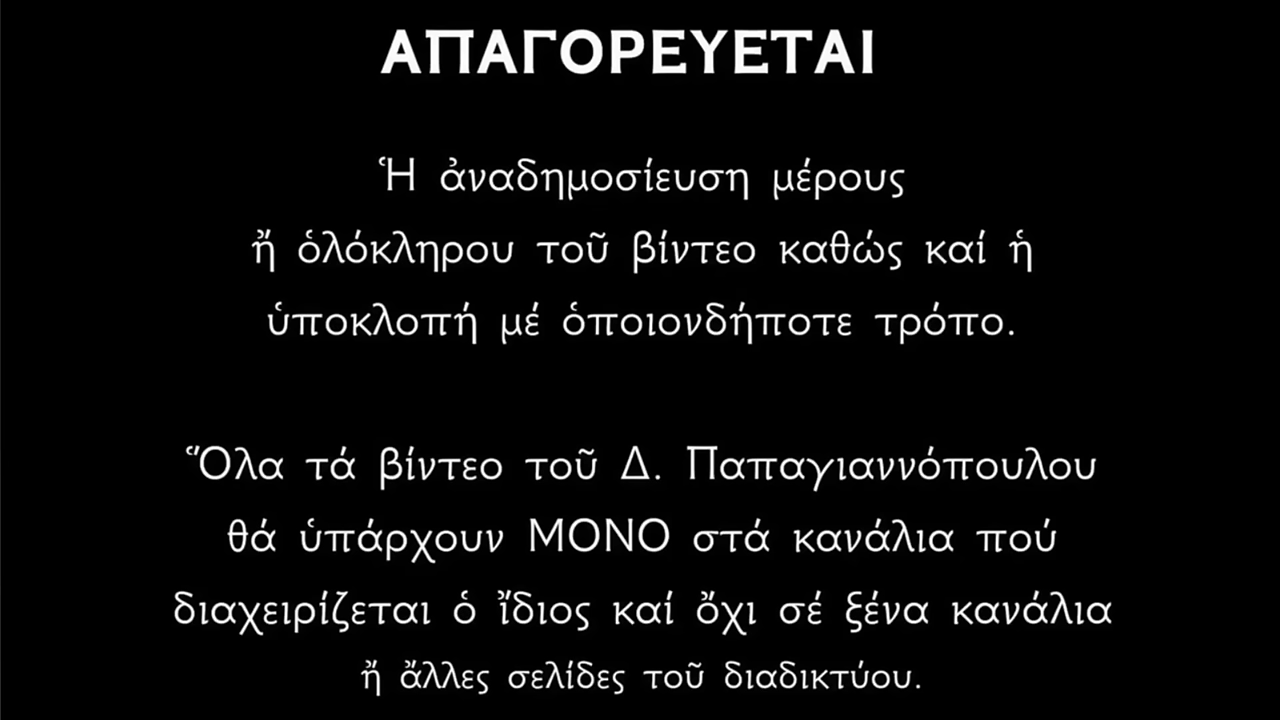 ΑΠΑΓΟΡΕΥΕΤΑΙ
Ἡ ἀναδημοσίευση μέρους
ἤ ὁλόκληρου τοῦ βίντεο καθώς καί ἡ
ὑποκλοπή μέ ὁποιονδήποτε τρόπο.
Ὅλα τά βίντεο τοῦ Δ. Παπαγιαννόπουλου
θά ὑπάρχουν ΜΟΝΟ στά κανάλια πού
διαχειρίζεται ὁ ἴδιος καί ὄχι σέ ξένα κανάλια
ἤ ἄλλες σελίδες τοῦ διαδικτύου.